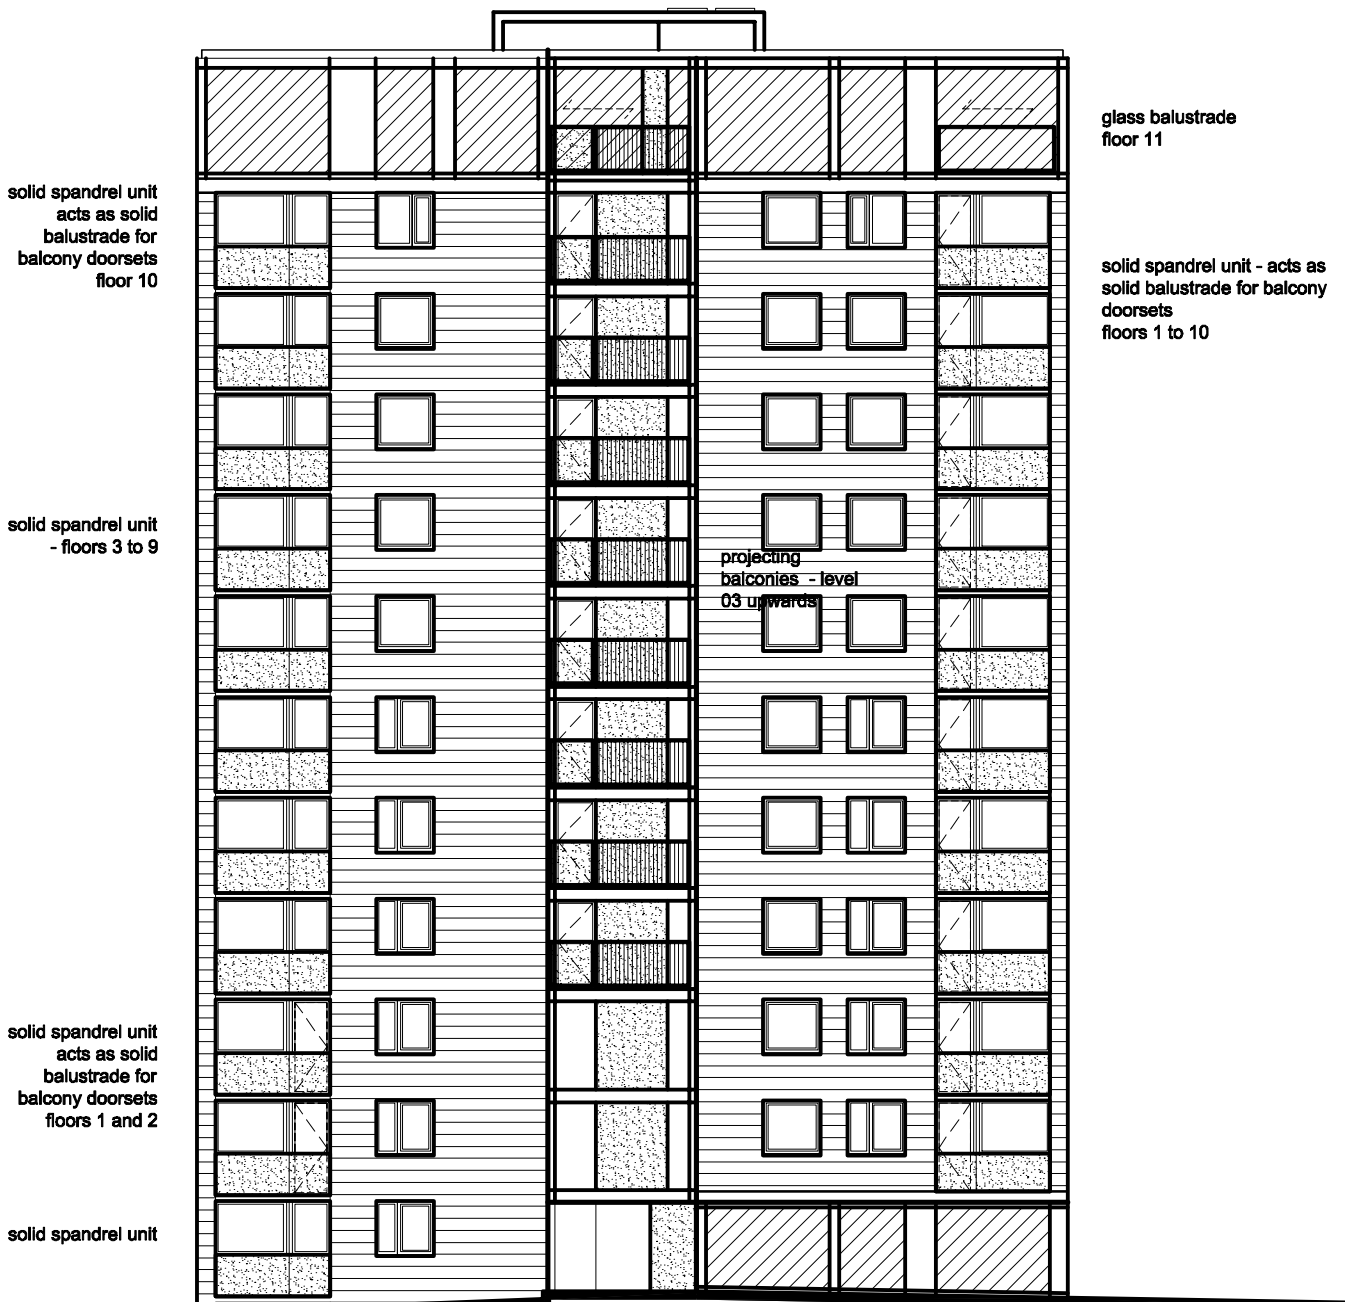 glass balustrade
floor 11
solid spandrel unit
acts as solid
balustrade for
balcony doorsets
floor 10
solid spandrel unit - acts as
solid balustrade for balcony
doorsets
floors 1 to 10
solid spandrel unit
- floors 3 to 9
projecting
balconies - level
03 upwards
solid spandrel unit
acts as solid
balustrade for
balcony doorsets
floors 1 and 2
solid spandrel unit